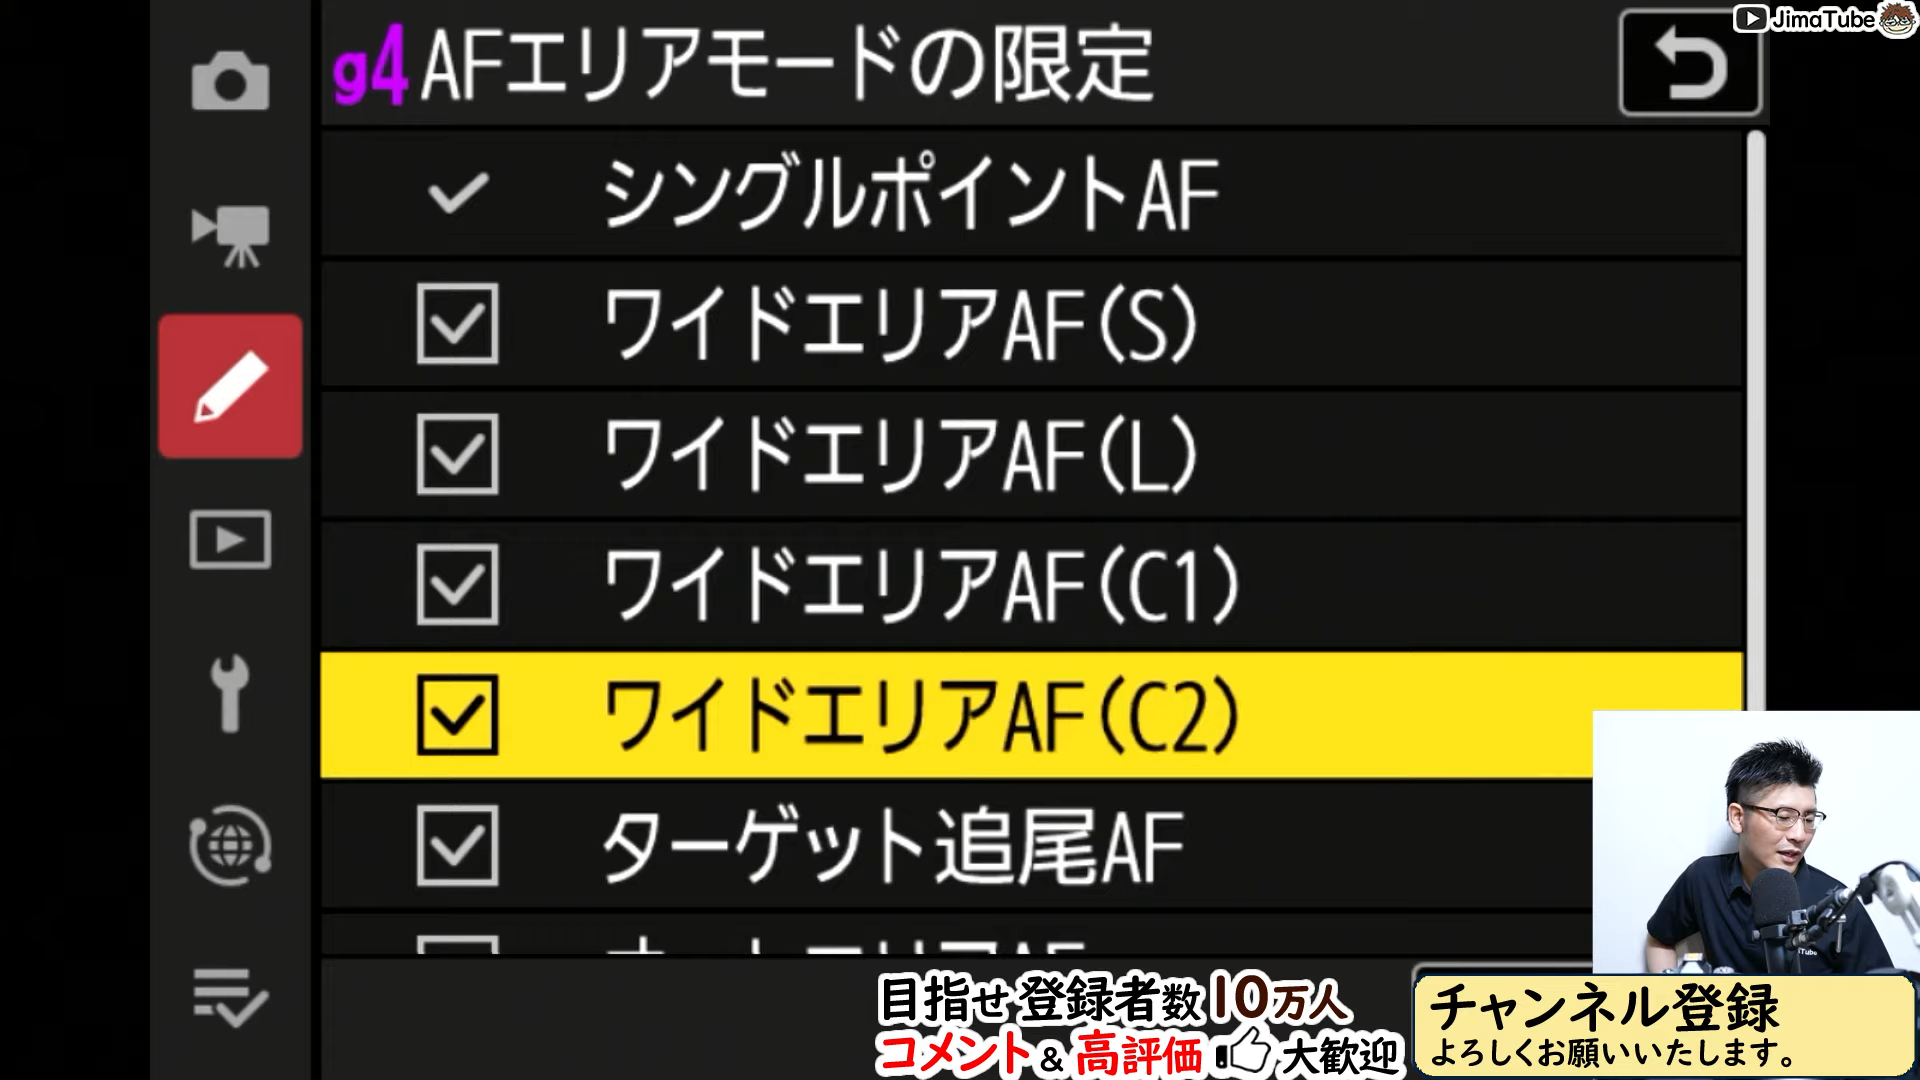 JimaTube
g4 AFエリアモードの限定
シングルポイントAF
ワイドエリアAF(S)
ワイドエリアAF(L)
ワイドエリアAF(C1)
ワイドエリアAF(C2)
ターゲット追尾AF
目指せ 登録者数 10万人
コメント & 高評価 大歓迎
チャンネル登録
よろしくお願いいたします。